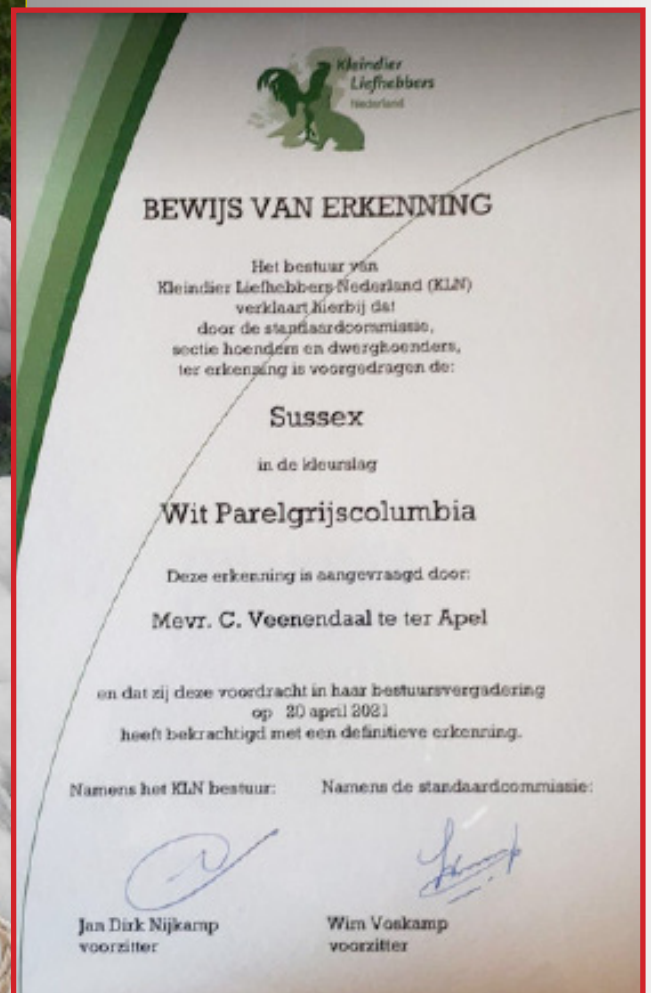 Kleindier
Liefhebbers
Nederland
BEWIJS VAN ERKENNING
Het bestuur van
Kleindier Liefhebbers Nederland (KLN)
verklaart hierbij dat
door de standaardcommissie,
sectie hoenders en dwerghoenders,
ter erkenning is voorgedragen de:
Sussex
in de kleurslag
Wit Parelgrijscolumbia
Deze erkenning is aangevraagd door:
Mevr. C. Veenendaal te ter Apel
en dat zij deze voordracht in haar bestuursvergadering
op 20 april 2021
heeft bekrachtigd met een definitieve erkenning.
Namens het KLN bestuur: Namens de standaardcommissie:
Jan Dirk Nijkamp Wim Voskamp
voorzitter voorzitter